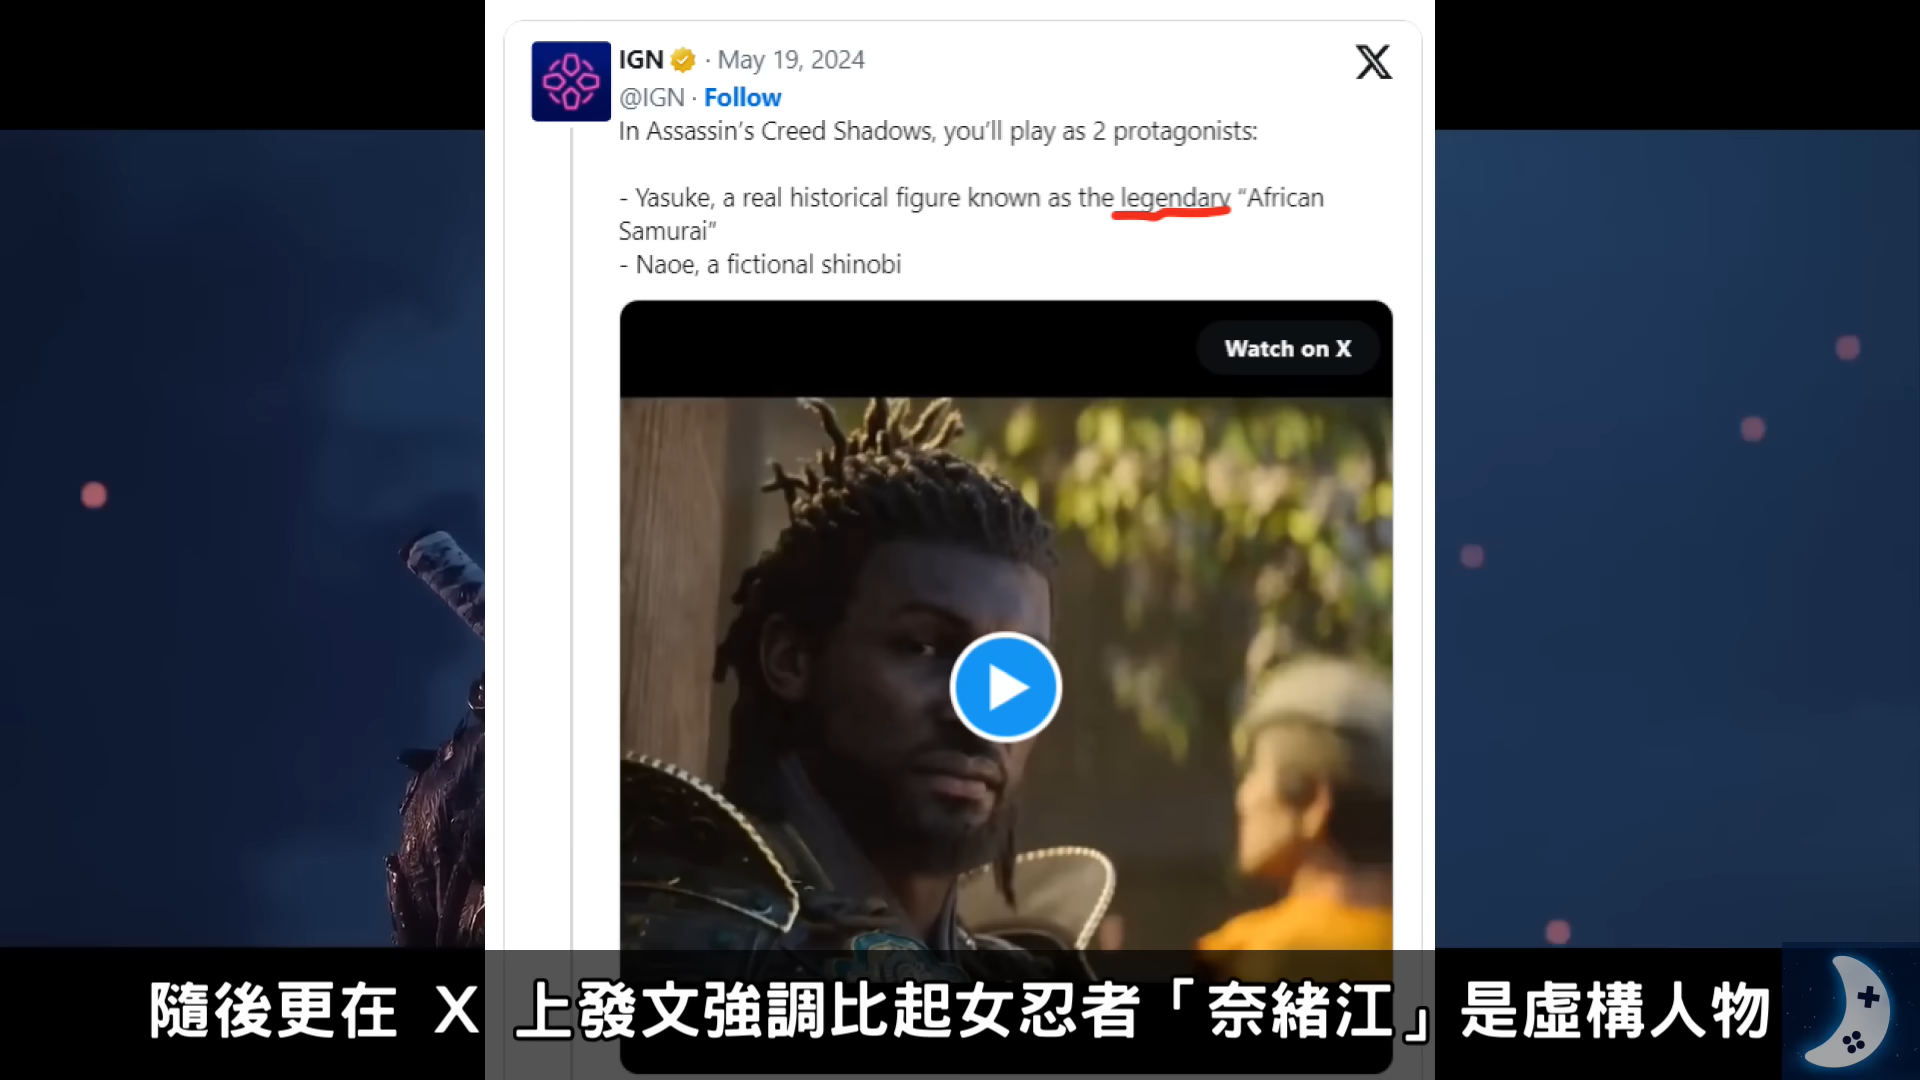 IGN · May 19, 2024
@IGN · Follow
In Assassin’s Creed Shadows, you’ll play as 2 protagonists:
- Yasuke, a real historical figure known as the legendary “African
Samurai”
- Naoe, a fictional shinobi
Watch on X
隨後更在 X 上發文強調比起女忍者「奈緒江」是虛構人物